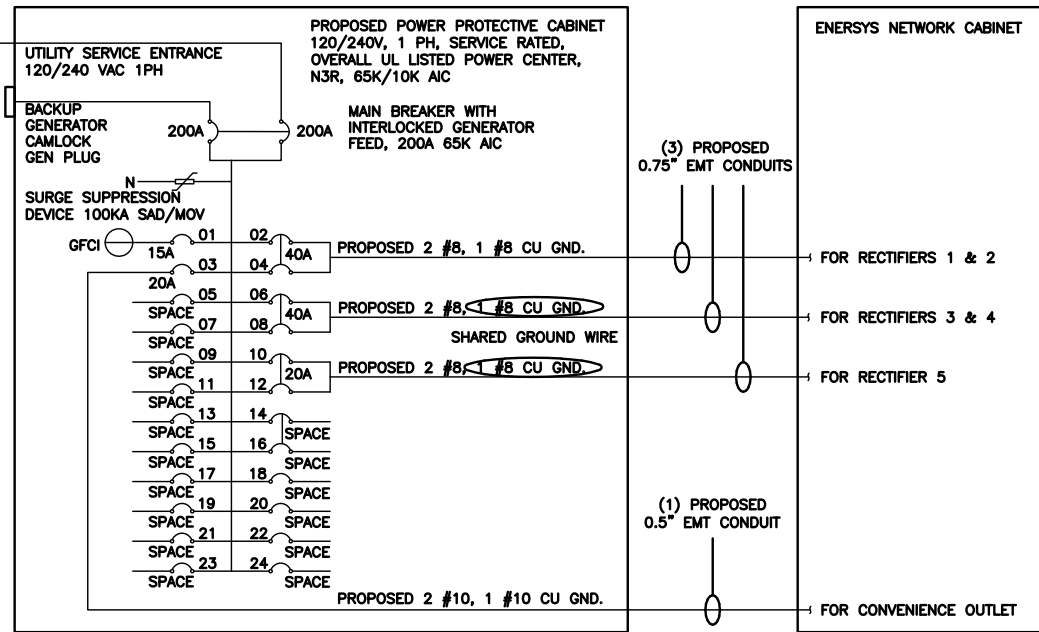 PROPOSED POWER PROTECTIVE CABINET
120/240V, 1 PH, SERVICE RATED,
OVERALL UL LISTED POWER CENTER,
N3R, 65K/10K AIC
ENERSYS NETWORK CABINET
UTILITY SERVICE ENTRANCE
120/240 VAC 1PH
BACKUP
GENERATOR
CAMLOCK
GEN PLUG
200A
200A
MAIN BREAKER WITH
INTERLOCKED GENERATOR
FEED, 200A 65K AIC
(3) PROPOSED
0.75" EMT CONDUITS
N
SURGE SUPPRESSION
DEVICE 100KA SAD/MOV
GFCI
15A
01
02
40A
PROPOSED 2 #8, 1 #8 CU GND.
FOR RECTIFIERS 1 & 2
20A
03
04
SPACE
05
06
40A
PROPOSED 2 #8, 1 #8 CU GND.
FOR RECTIFIERS 3 & 4
SPACE
07
08
SHARED GROUND WIRE
SPACE
09
10
20A
PROPOSED 2 #8, 1 #8 CU GND.
FOR RECTIFIER 5
SPACE
11
12
SPACE
13
14
SPACE
SPACE
15
16
SPACE
SPACE
17
18
SPACE
SPACE
19
20
SPACE
SPACE
21
22
SPACE
SPACE
23
24
SPACE
(1) PROPOSED
0.5" EMT CONDUIT
PROPOSED 2 #10, 1 #10 CU GND.
FOR CONVENIENCE OUTLET